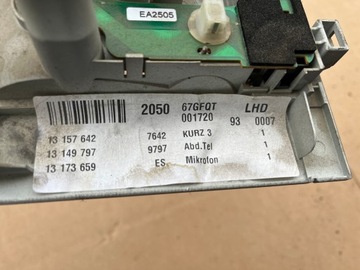 EA2505
2050 67GFQT LHD
001720 93 0007
13 157 642 7642 KURZ 3 1
13 149 797 9797 Abd.Tel 1
13 173 659 ES Mikrofon 1